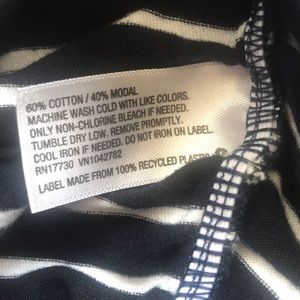 60% COTTON / 40% MODAL
MACHINE WASH COLD WITH LIKE COLORS.
ONLY NON-CHLORINE BLEACH IF NEEDED.
TUMBLE DRY LOW. REMOVE PROMPTLY.
COOL IRON IF NEEDED. DO NOT IRON ON LABEL.
RN17730 VN1042782
LABEL MADE FROM 100% RECYCLED PLASTIC